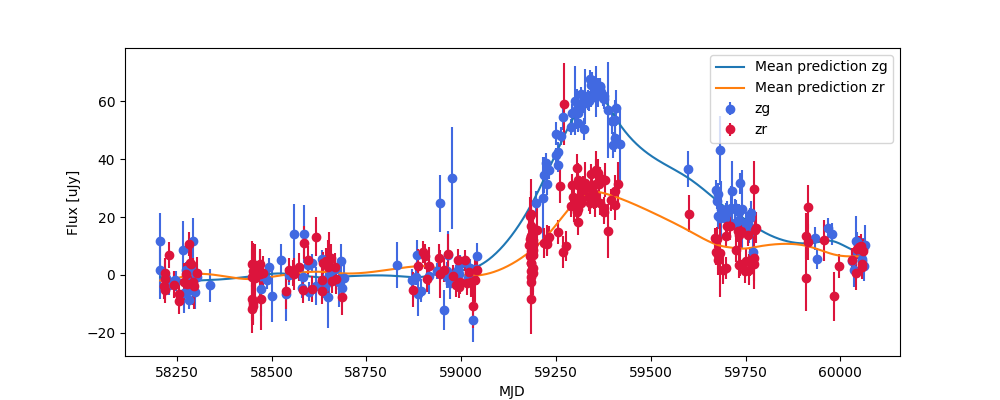 Flux [uJy]
60
40
20
0
−20
58250 58500 58750 59000 59250 59500 59750 60000
MJD
Mean prediction zg
Mean prediction zr
zg
zr